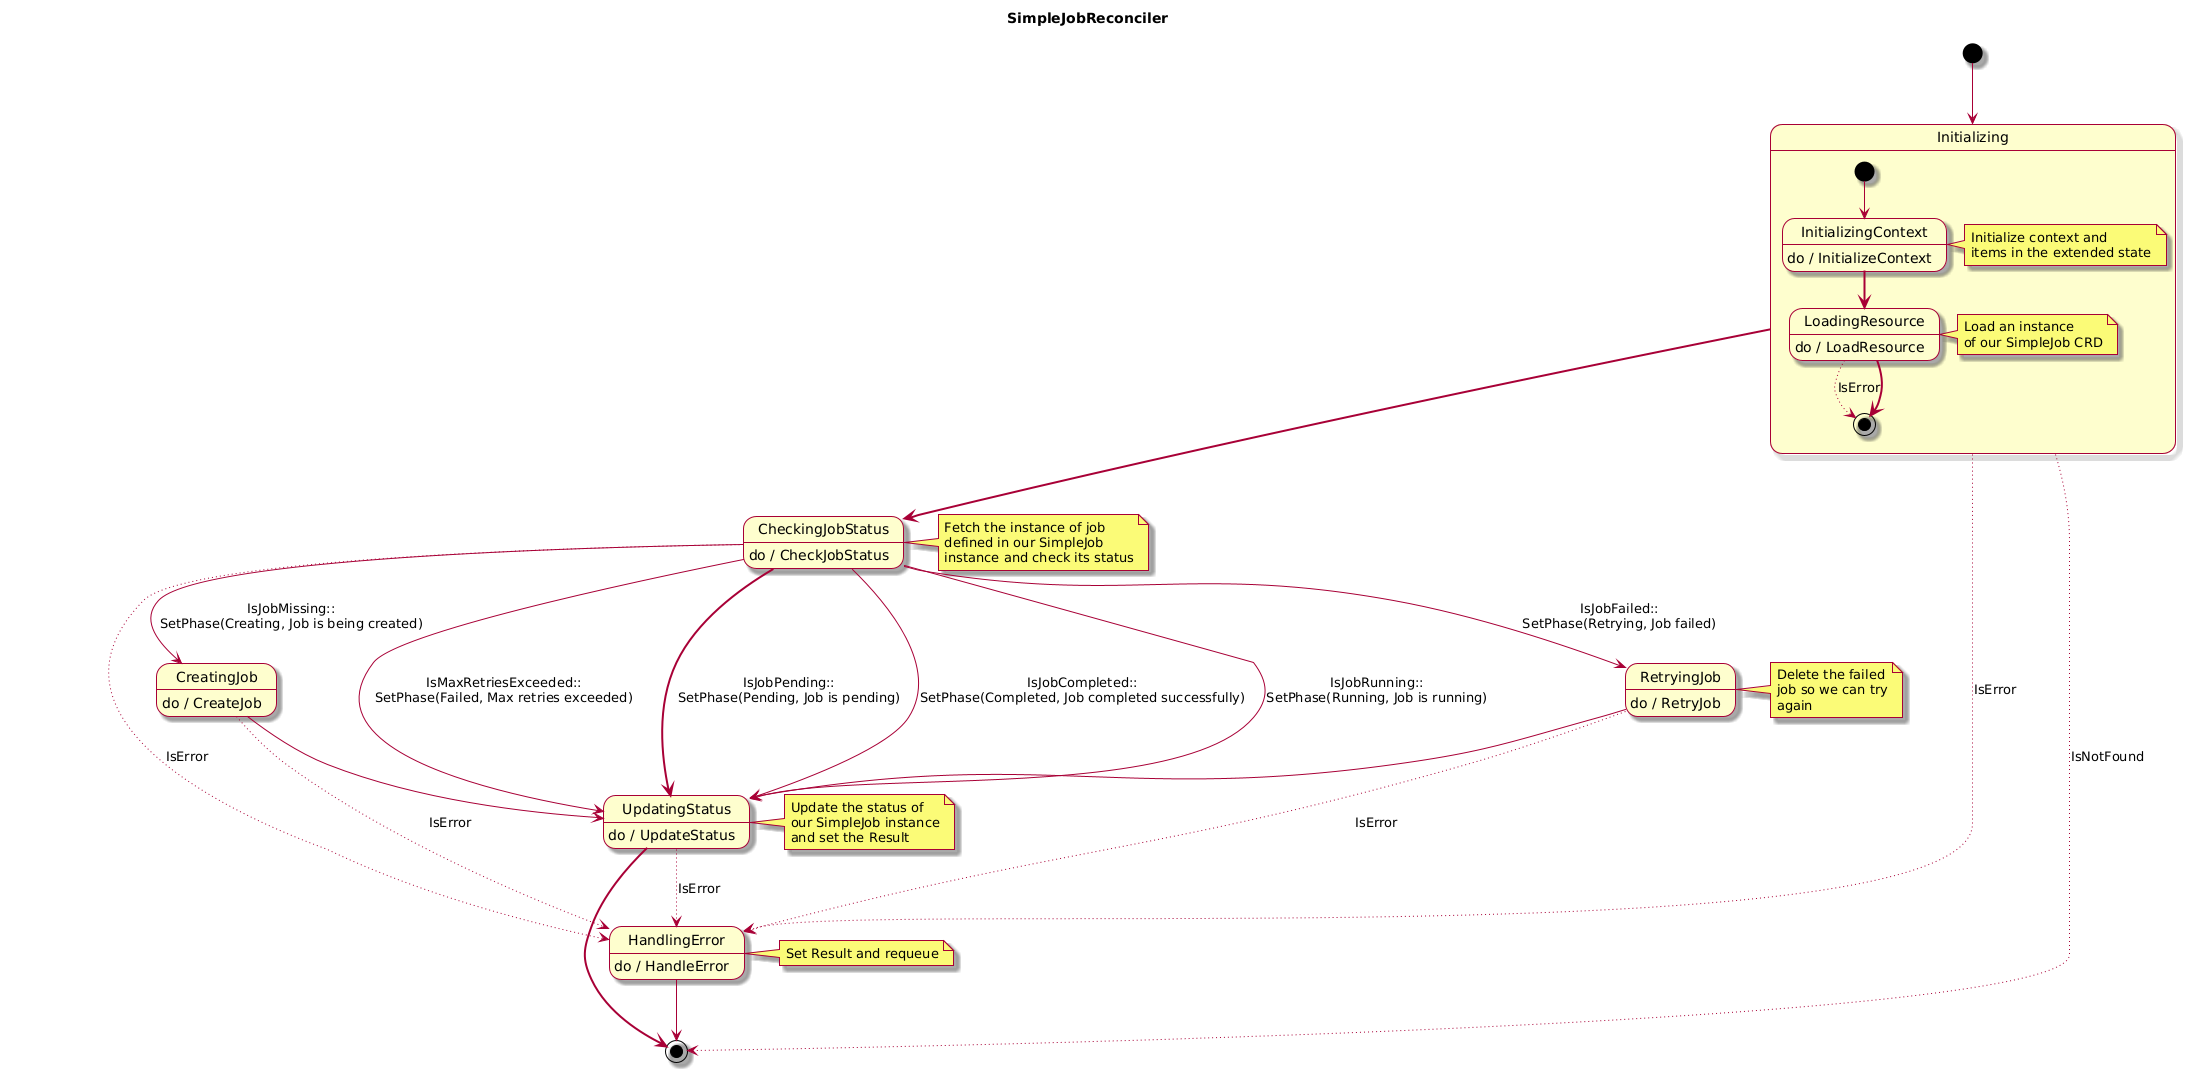 SimpleJobReconciler
Initializing
InitializingContext
do / InitializeContext
Initialize context and
items in the extended state
LoadingResource
do / LoadResource
Load an instance
of our SimpleJob CRD
IsError
CheckingJobStatus
do / CheckJobStatus
Fetch the instance of job
defined in our SimpleJob
instance and check its status
IsJobMissing::
SetPhase(Creating, Job is being created)
IsJobFailed::
SetPhase(Retrying, Job failed)
CreatingJob
do / CreateJob
IsMaxRetriesExceeded::
SetPhase(Failed, Max retries exceeded)
IsJobPending::
SetPhase(Pending, Job is pending)
IsJobCompleted::
SetPhase(Completed, Job completed successfully)
IsJobRunning::
SetPhase(Running, Job is running)
RetryingJob
do / RetryJob
Delete the failed
job so we can try
again
IsError
IsError
IsNotFound
UpdatingStatus
do / UpdateStatus
Update the status of
our SimpleJob instance
and set the Result
IsError
IsError
IsError
HandlingError
do / HandleError
Set Result and requeue